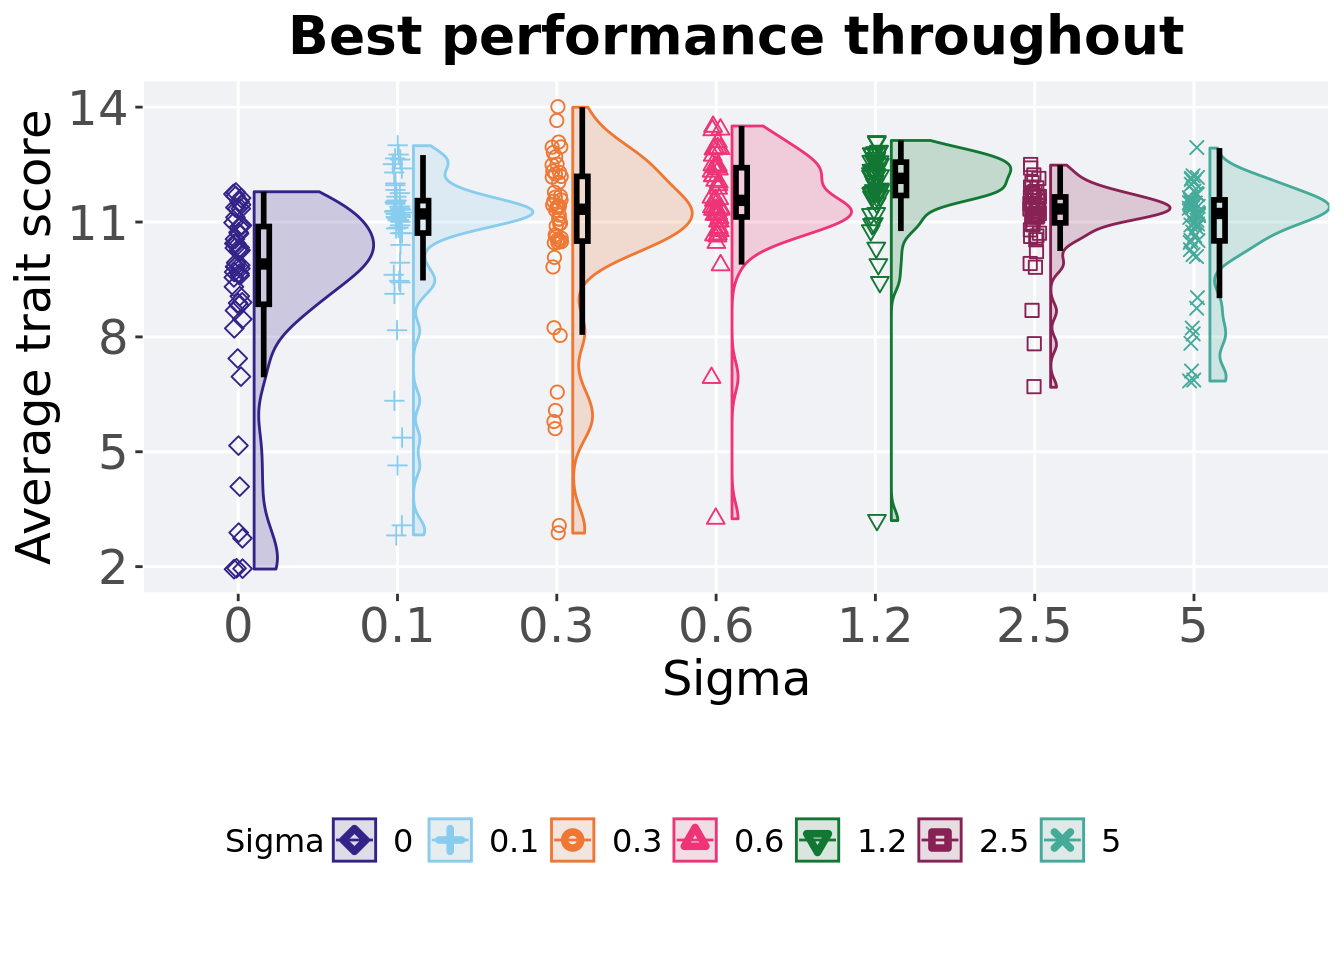 Best performance throughout
Average trait score
14
11
8
5
2
0 0.1 0.3 0.6 1.2 2.5 5
Sigma
Sigma 0 0.1 0.3 0.6 1.2 2.5 5